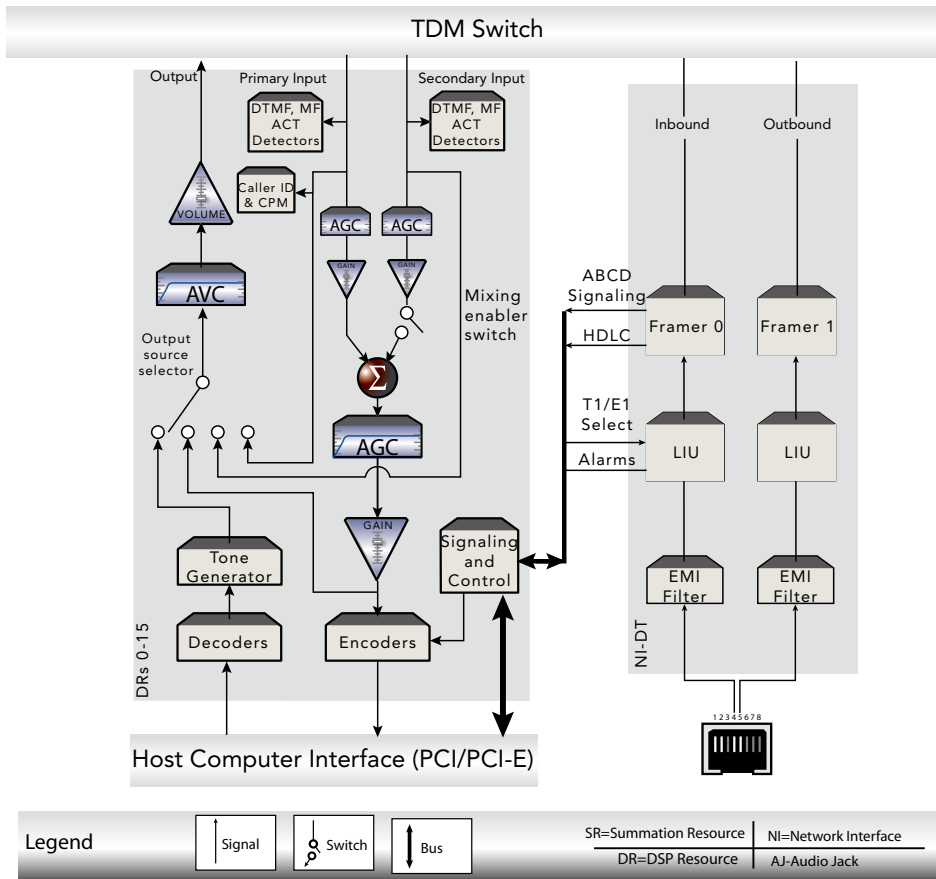 TDM Switch
Output
Primary Input
Secondary Input
DTMF, MF
ACT
Detectors
DTMF, MF
ACT
Detectors
Inbound
Outbound
Caller ID
& CPM
VOLUME
AGC
AGC
GAIN
GAIN
AVC
Mixing
enabler
switch
ABCD
Signaling
Framer 0
Framer 1
HDLC
Output
source
selector
Σ
T1/E1
Select
AGC
LIU
LIU
Alarms
GAIN
Signaling
and
Control
Tone
Generator
EMI
Filter
EMI
Filter
Decoders
Encoders
DRs 0-15
NI-DT
12345678
Host Computer Interface (PCI/PCI-E)
Legend
Signal
Switch
Bus
SR=Summation Resource
NI=Network Interface
DR=DSP Resource
AJ-Audio Jack